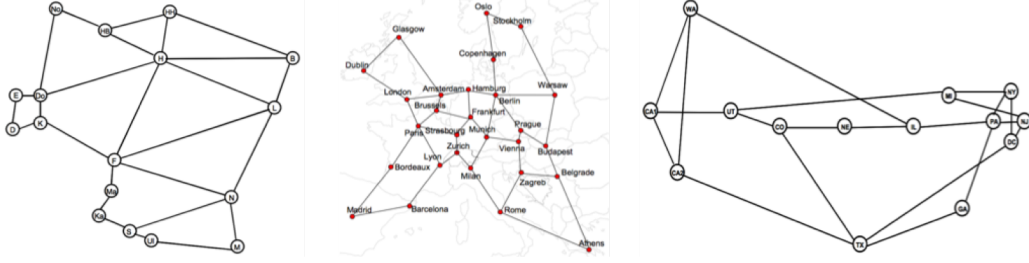 No
HH
HB
H
B
E
Do
L
D
K
F
Ma
N
Ka
S
Ul
M
Oslo
Stockholm
Glasgow
Copenhagen
Dublin
Amsterdam
Hamburg
Warsaw
London
Berlin
Brussels
Frankfurt
Prague
Paris
Strasbourg
Munich
Vienna
Budapest
Zurich
Lyon
Bordeaux
Milan
Zagreb
Belgrade
Madrid
Barcelona
Rome
Athens
WA
MI
NY
CA1
UT
CO
NE
IL
PA
NJ
DC
CA2
GA
TX